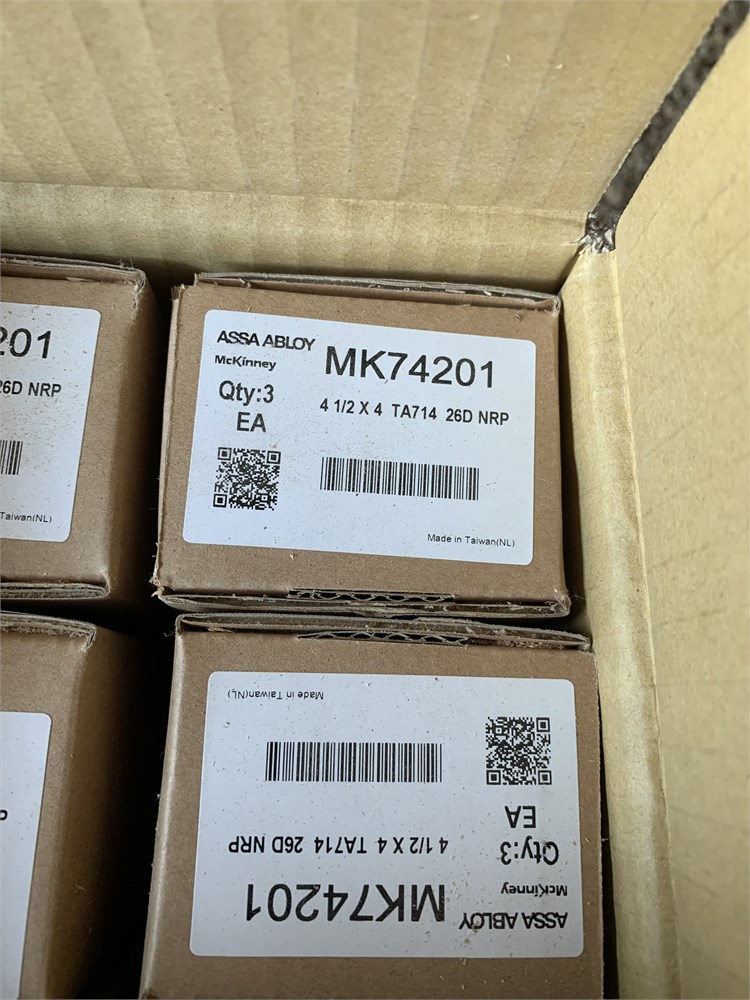 201
26D NRP
Taiwan(NL)
ASSA ABLOY
McKinney
MK74201
Qty:3
EA
4 1/2 X 4 TA714 26D NRP
Made in Taiwan(NL)
ASSA ABLOY
McKinney
MK74201
Qty:3
EA
4 1/2 X 4 TA714 26D NRP
Made in Taiwan(NL)